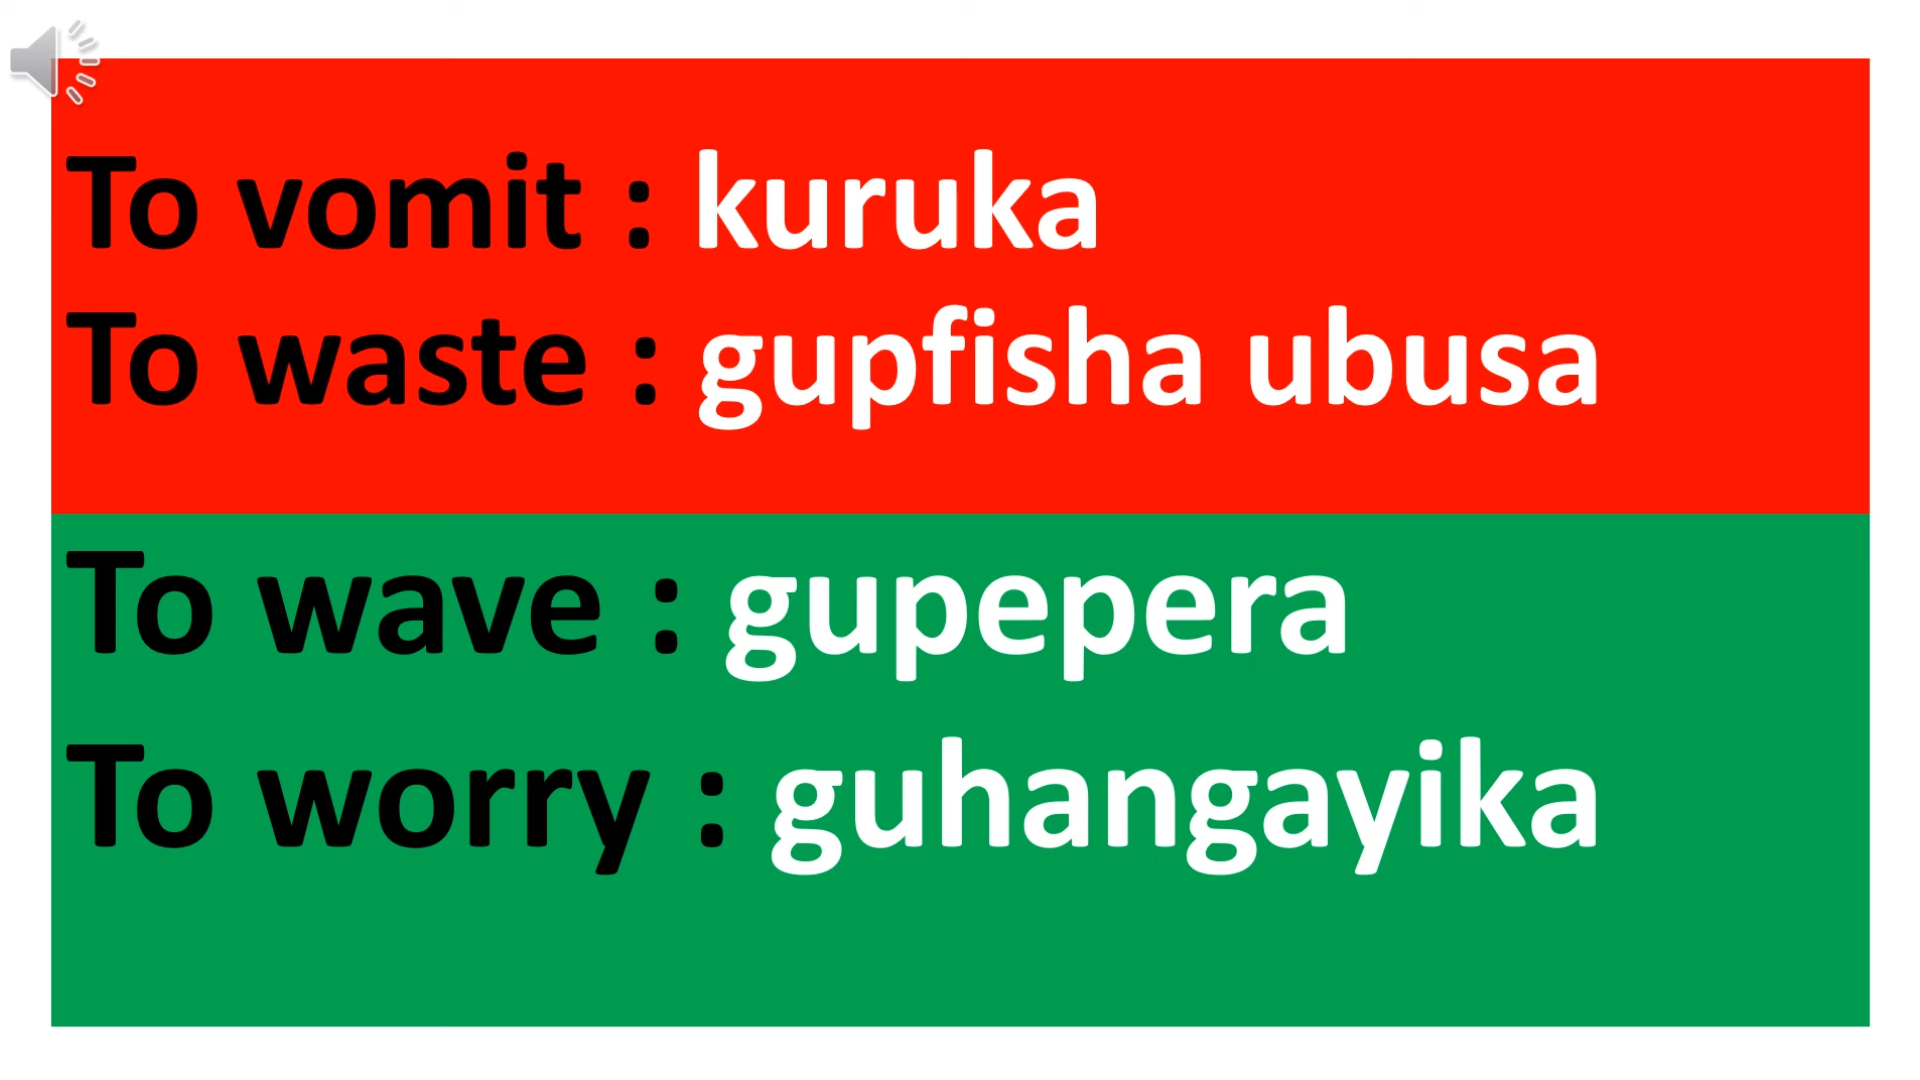 To vomit : kuruka
To waste : gupfisha ubusa
To wave : gupepera
To worry : guhangayika